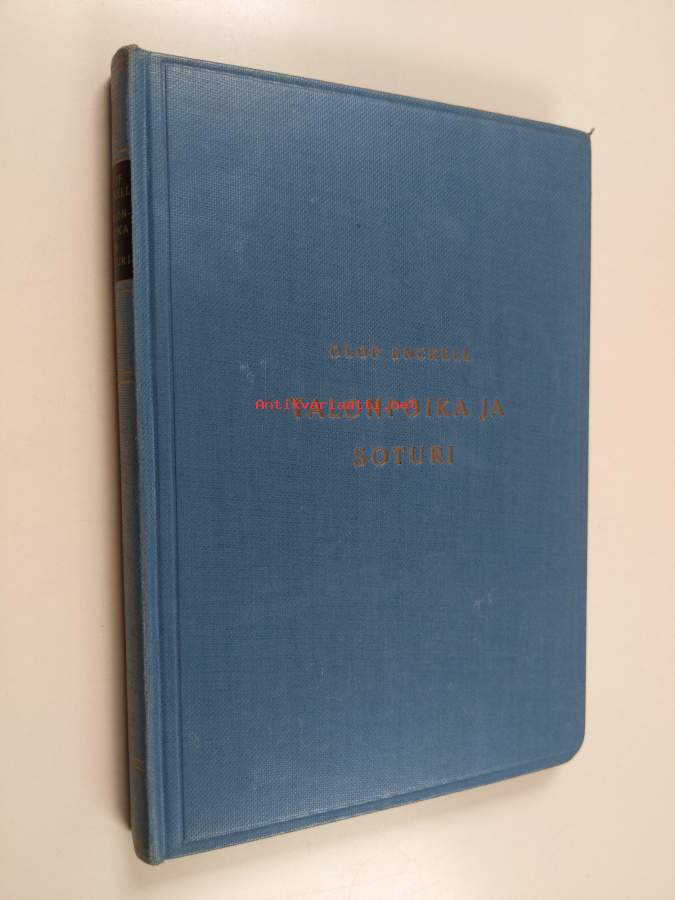 OLOF ENCKELL
TALONPOIKA JA
SOTURI
Antikvariaatti.net